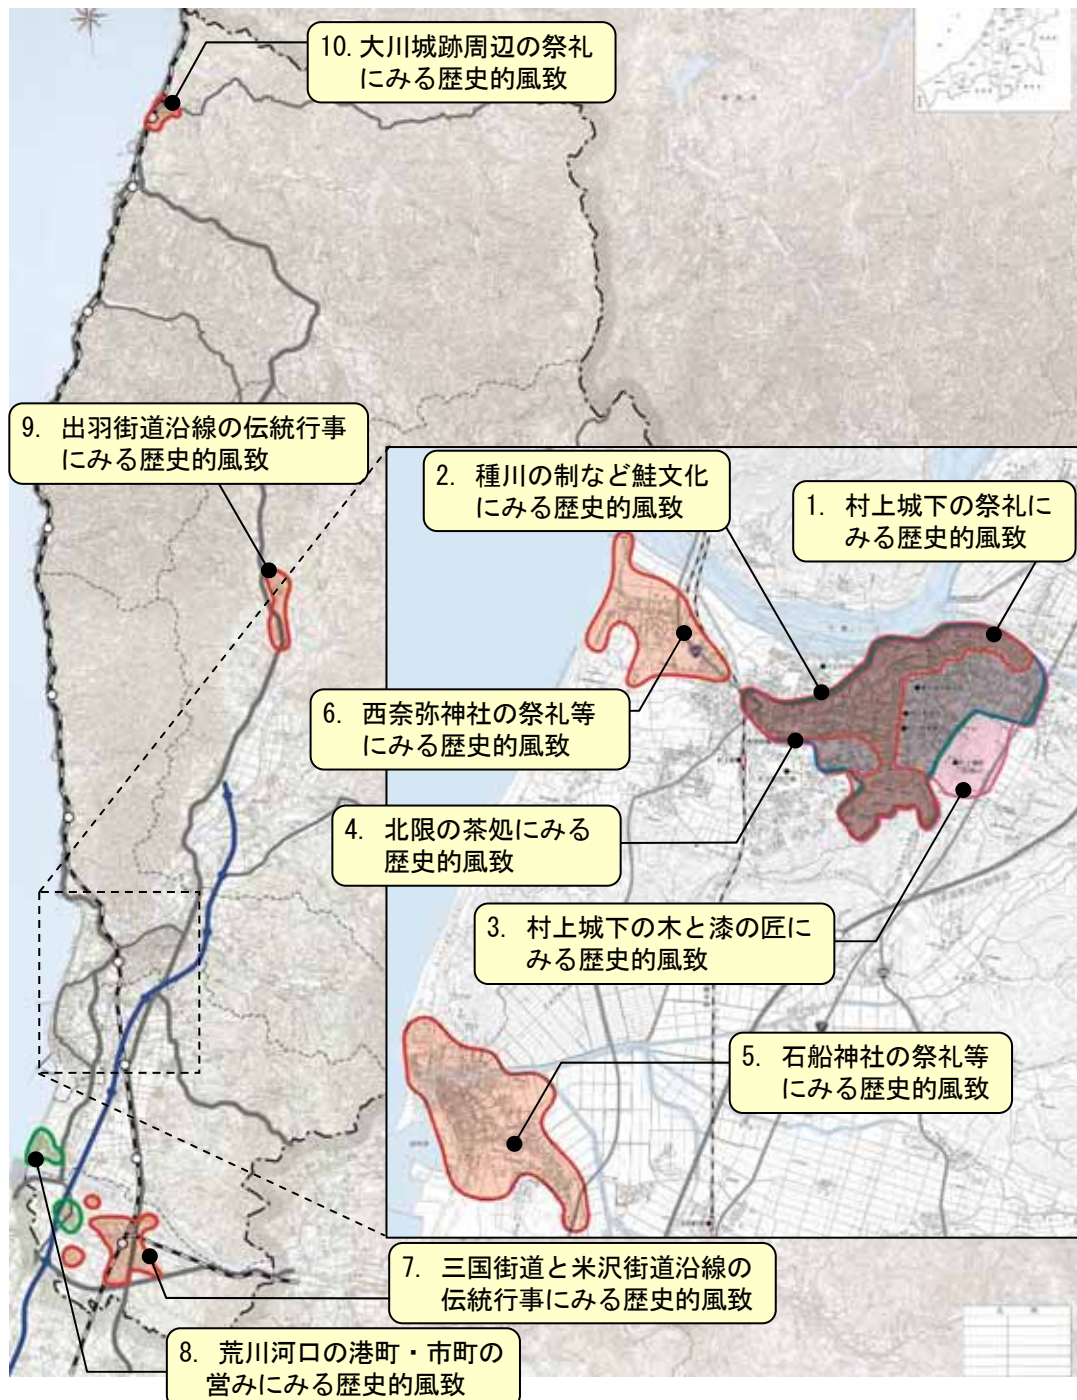 10. 大川城跡周辺の祭礼
にみる歴史的風致
9. 出羽街道沿線の伝統行事
にみる歴史的風致
2. 種川の制など鮭文化
にみる歴史的風致
1. 村上城下の祭礼に
みる歴史的風致
6. 西奈弥神社の祭礼等
にみる歴史的風致
4. 北限の茶処にみる
歴史的風致
3. 村上城下の木と漆の匠に
みる歴史的風致
5. 石船神社の祭礼等
にみる歴史的風致
7. 三国街道と米沢街道沿線の
伝統行事にみる歴史的風致
8. 荒川河口の港町・市町の
営みにみる歴史的風致